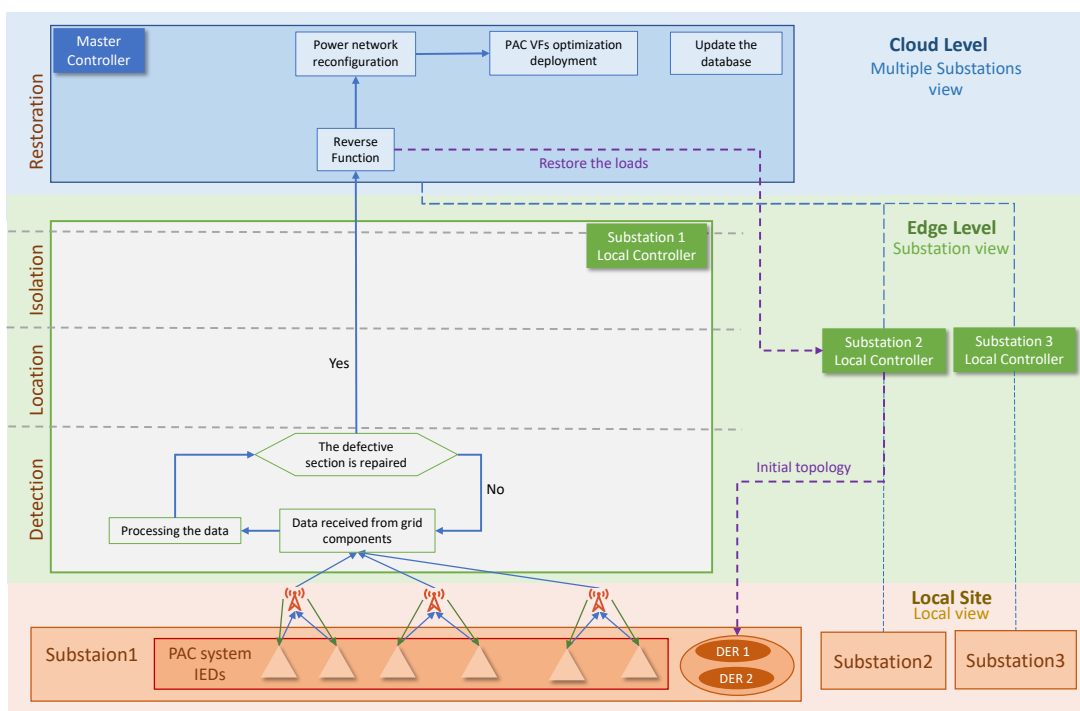 Master
Controller
Power network
reconfiguration
PAC VFs optimization
deployment
Update the
database
Cloud Level
Multiple Substations
view
Restoration
Reverse
Function
Restore the loads
Edge Level
Substation view
Substation 1
Local Controller
Isolation
Location
Yes
Substation 2
Local Controller
Substation 3
Local Controller
Detection
The defective
section is repaired
No
Initial topology
Processing the data
Data received from grid
components
Local Site
Local view
Substaion1
PAC system
IEDs
DER 1
DER 2
Substation2
Substation3